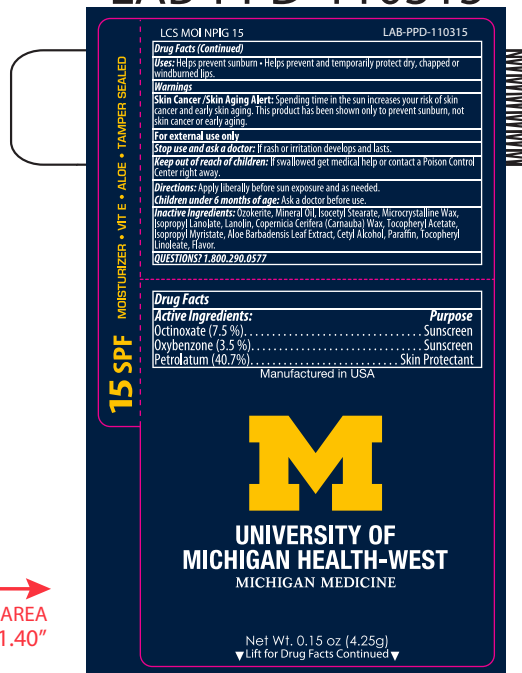 LCS MOI NPIG 15 LAB-PPD-110315
Drug Facts (Continued)
Uses: Helps prevent sunburn • Helps prevent and temporarily protect dry, chapped or
windburned lips.
Warnings
Skin Cancer /Skin Aging Alert: Spending time in the sun increases your risk of skin
cancer and early skin aging. This product has been shown only to prevent sunburn, not
skin cancer or early aging.
For external use only
Stop use and ask a doctor: If rash or irritation develops and lasts.
Keep out of reach of children: If swallowed get medical help or contact a Poison Control
Center right away.
Directions: Apply liberally before sun exposure and as needed.
Children under 6 months of age: Ask a doctor before use.
Inactive Ingredients: Ozokerite, Mineral Oil, Isocetyl Stearate, Microcrystalline Wax,
Isopropyl Lanolate, Lanolin, Copernicia Cerifera (Carnauba) Wax, Tocopheryl Acetate,
Isopropyl Myristate, Aloe Barbadensis Leaf Extract, Cetyl Alcohol, Paraffin, Tocopheryl
Linoleate, Flavor.
QUESTIONS? 1.800.290.0577
15 SPF MOISTURIZER • VIT E • ALOE • TAMPER SEALED
Drug Facts
Active Ingredients: Purpose
Octinoxate (7.5 %)................................Sunscreen
Oxybenzone (3.5 %)...............................Sunscreen
Petrolatum (40.7%)..........................Skin Protectant
Manufactured in USA
M
UNIVERSITY OF
MICHIGAN HEALTH-WEST
MICHIGAN MEDICINE
AREA
1.40"
Net Wt. 0.15 oz (4.25g)
▼Lift for Drug Facts Continued▼